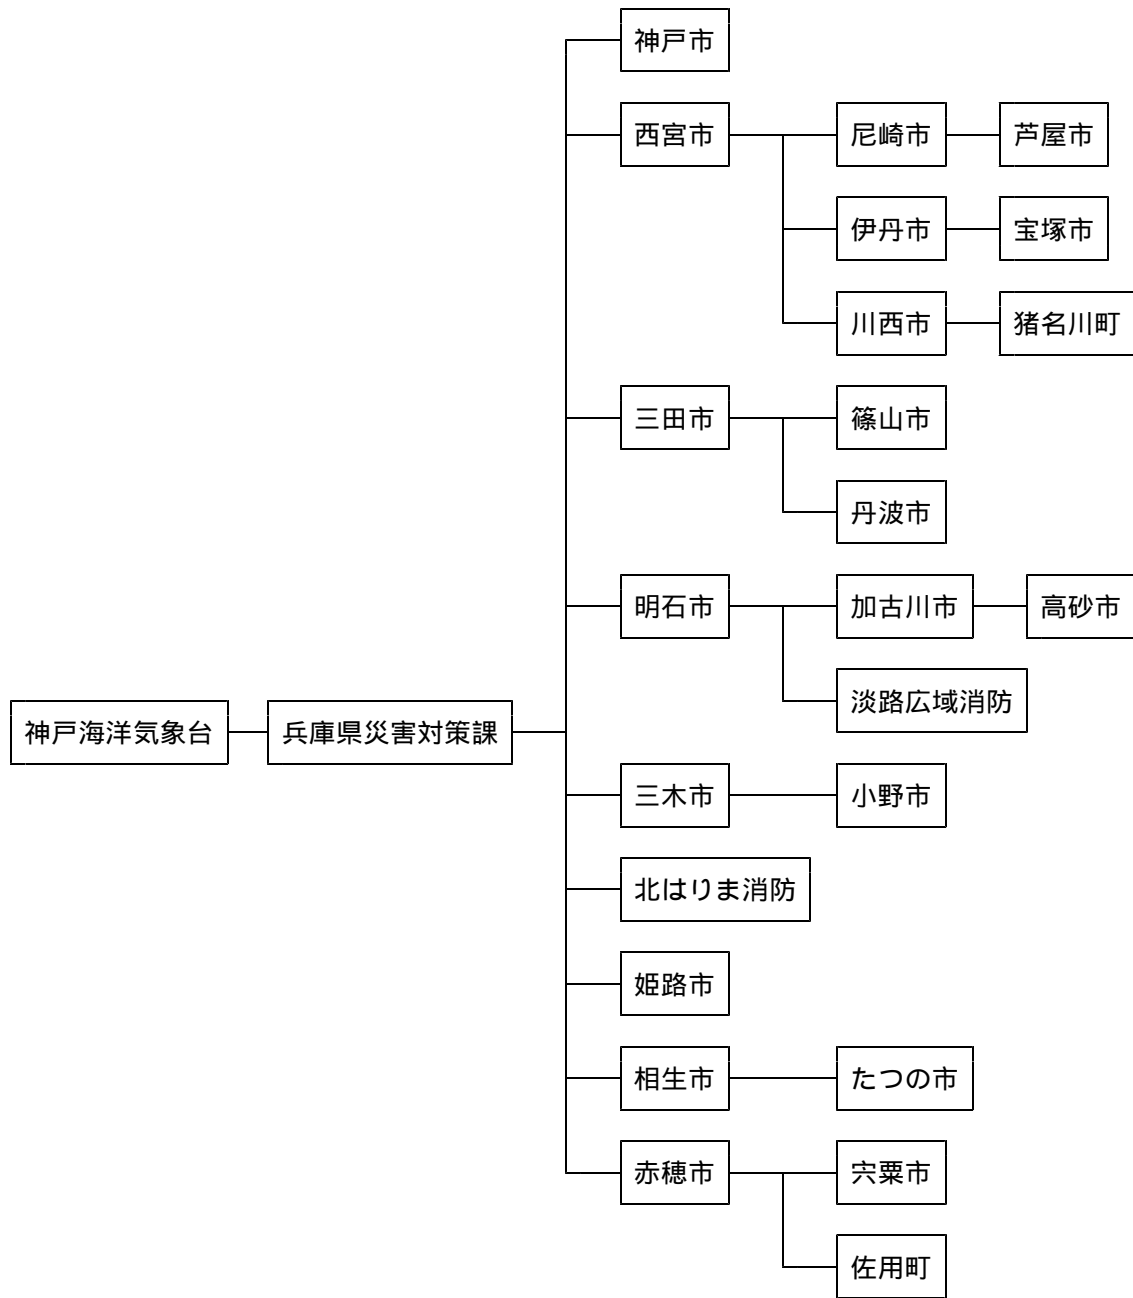 神戸市
西宮市
尼崎市
芦屋市
伊丹市
宝塚市
川西市
猪名川町
三田市
篠山市
丹波市
明石市
加古川市
高砂市
淡路広域消防
神戸海洋気象台
兵庫県災害対策課
三木市
小野市
北はりま消防
姫路市
相生市
たつの市
赤穂市
宍粟市
佐用町